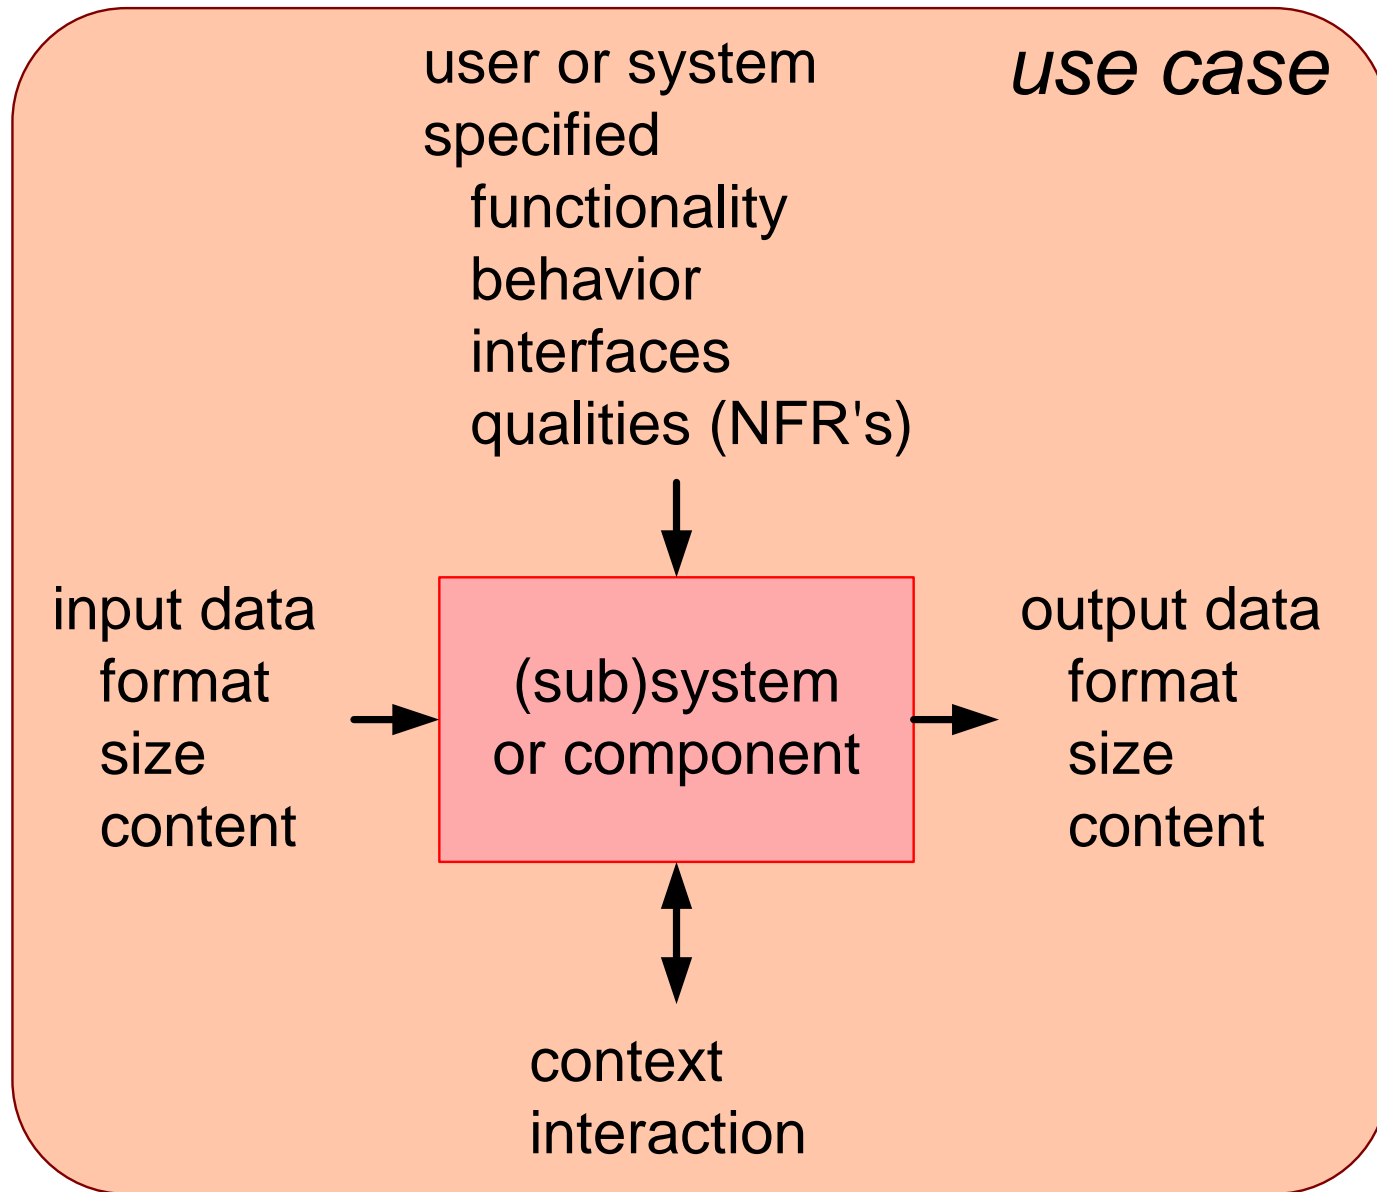 use case
user or system
specified
functionality
behavior
interfaces
qualities (NFR's)
input data
format
size
content
(sub)system
or component
output data
format
size
content
context
interaction